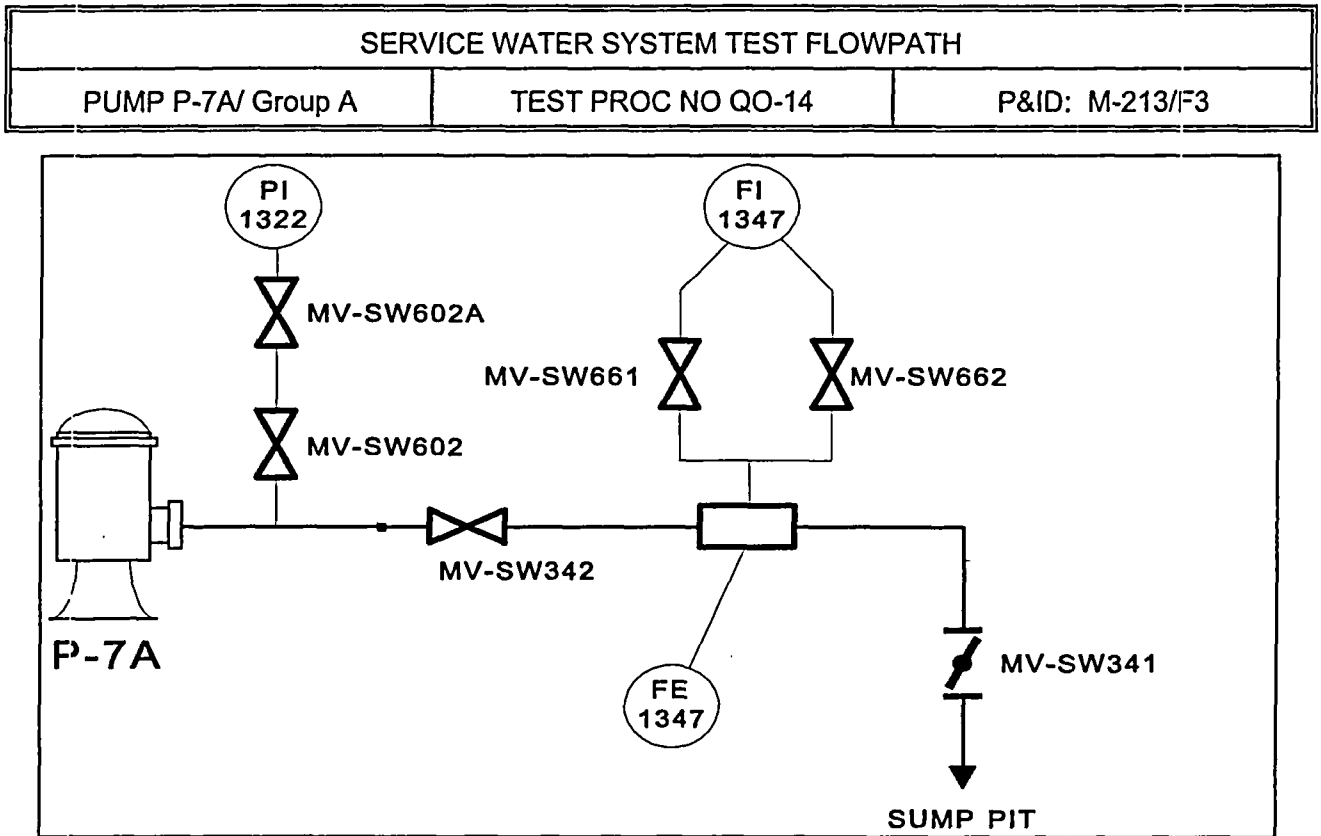 SERVICE WATER SYSTEM TEST FLOWPATH
PUMP P-7A/ Group A
TEST PROC NO QO-14
P&ID: M-213/F3
PI
1322
FI
1347
MV-SW602A
MV-SW661
MV-SW662
MV-SW602
MV-SW342
P-7A
MV-SW341
FE
1347
SUMP PIT